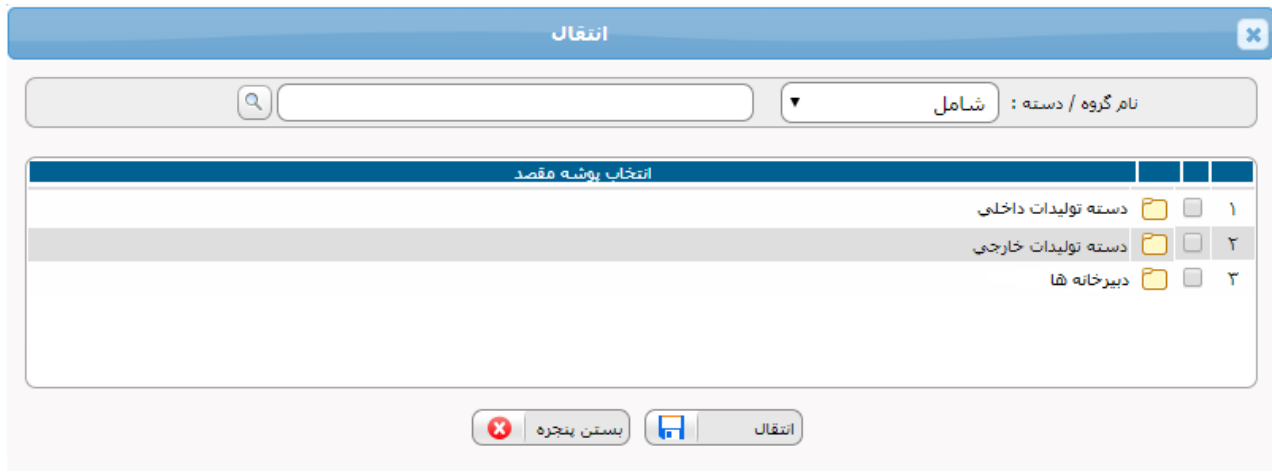 انتقال
نام گروه / دسته : شامل
انتخاب پوشه مقصد
۱ دسته تولیدات داخلی
۲ دسته تولیدات خارجی
۳ دبیرخانه ها
انتقال بستن پنجره